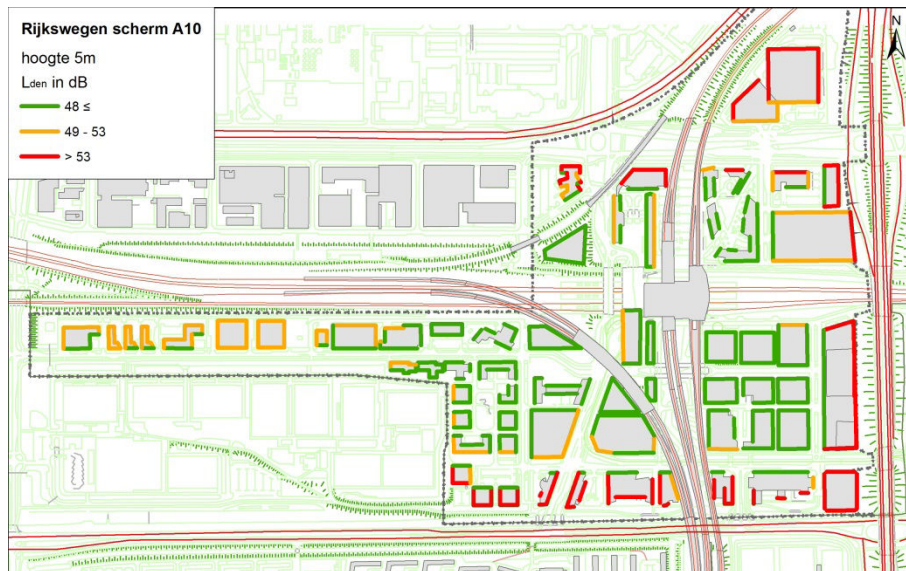 Rijkswegen scherm A10
hoogte 5m
Lden in dB
48 ≤
49 - 53
> 53
N